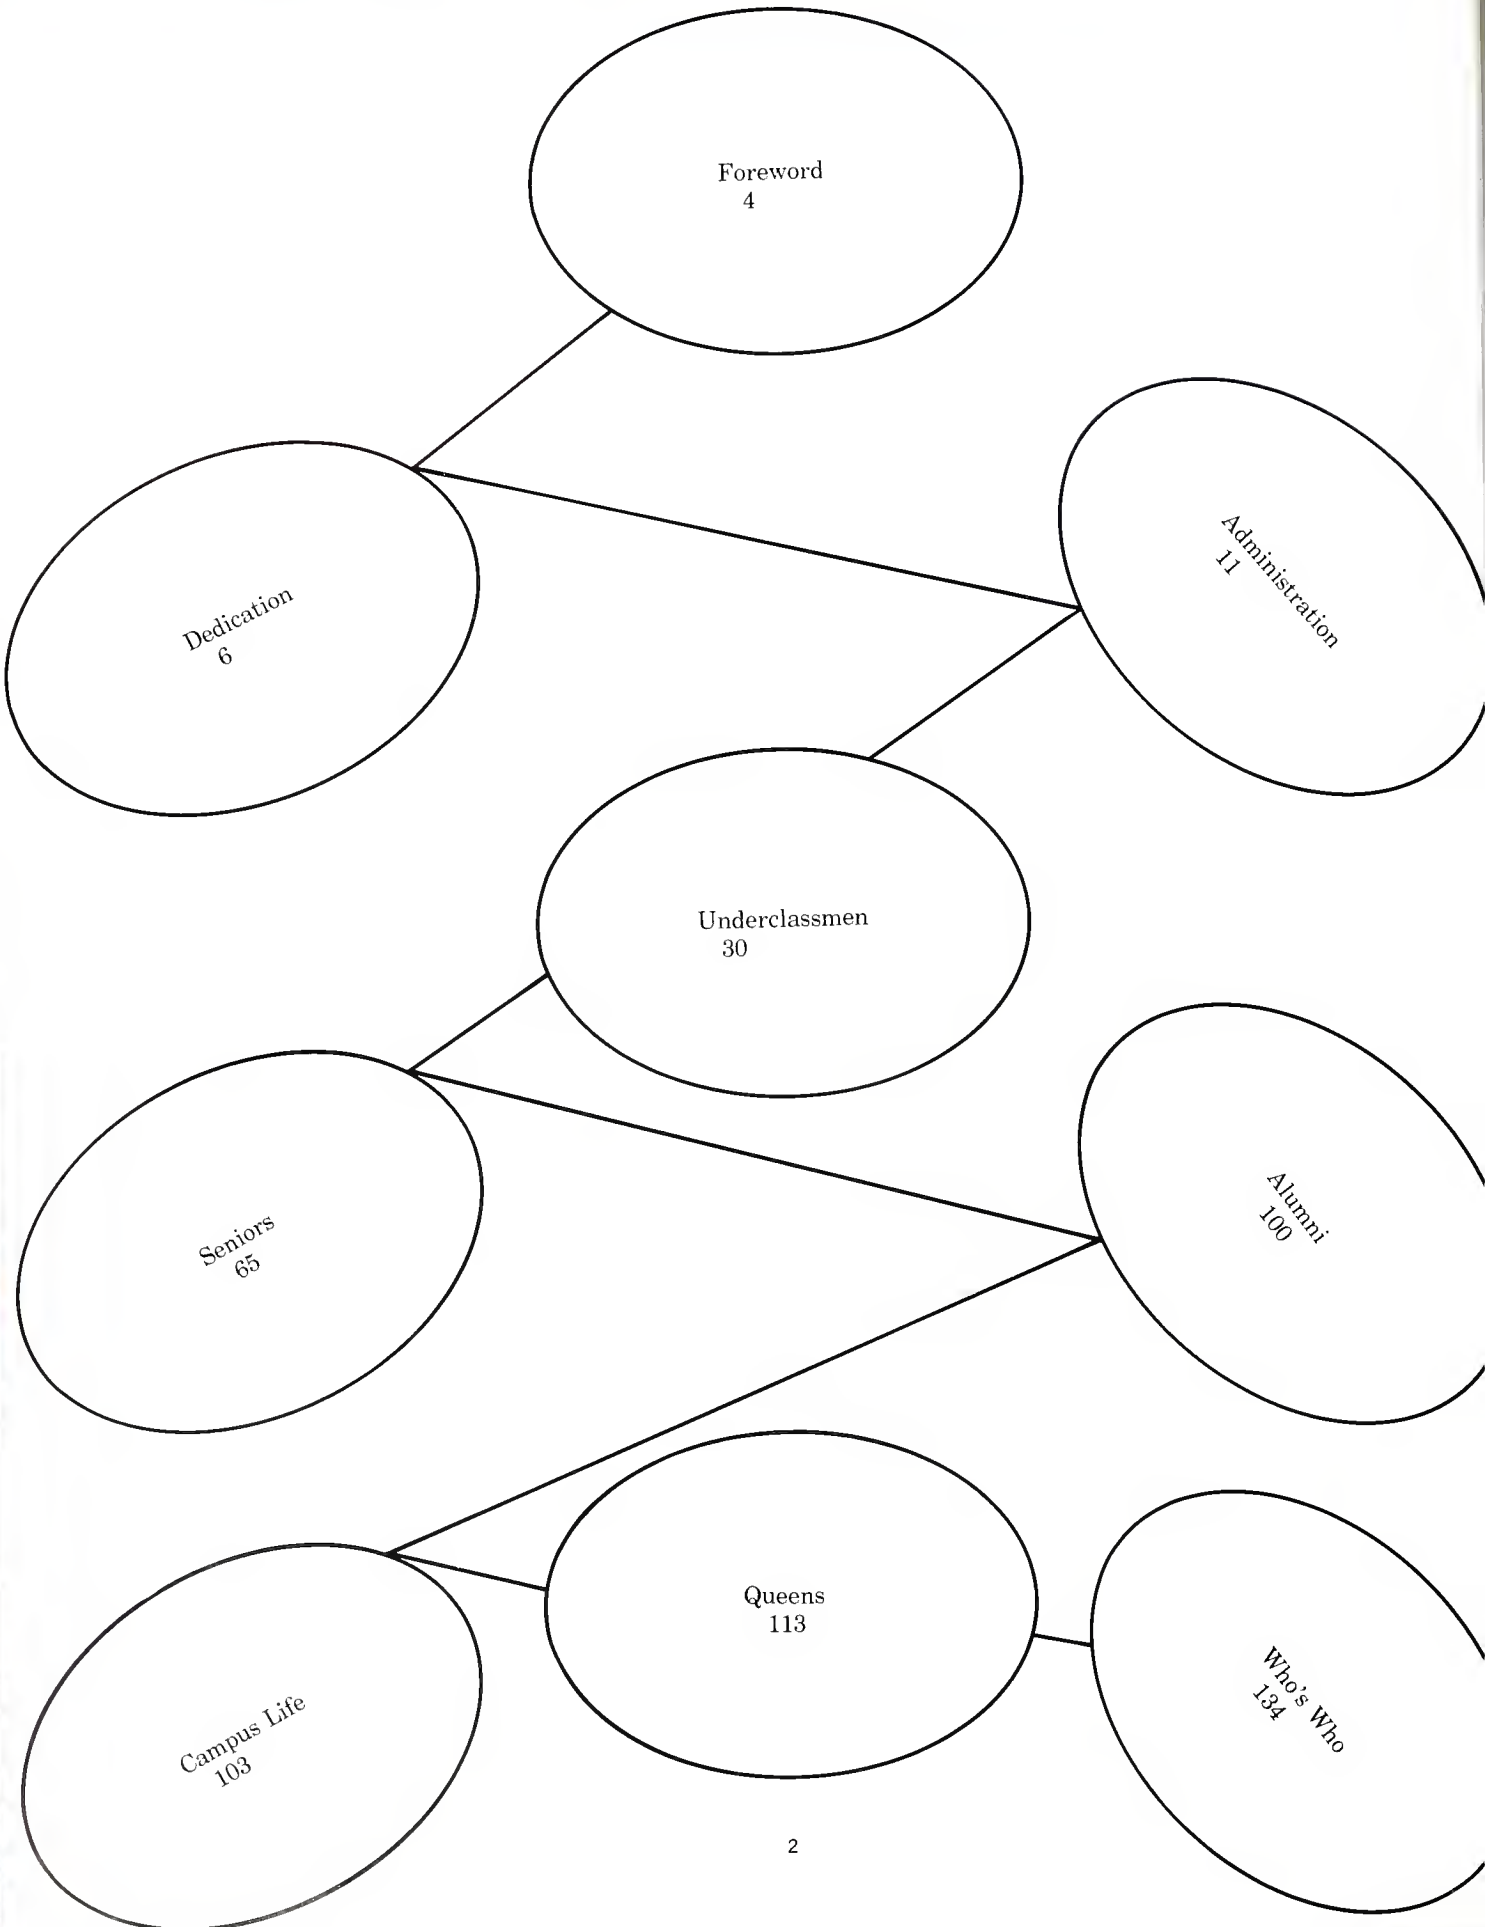 Foreword
4
Dedication
6
Administration
11
Underclassmen
30
Seniors
65
Alumni
100
Campus Life
103
Queens
113
Who's Who
134
2